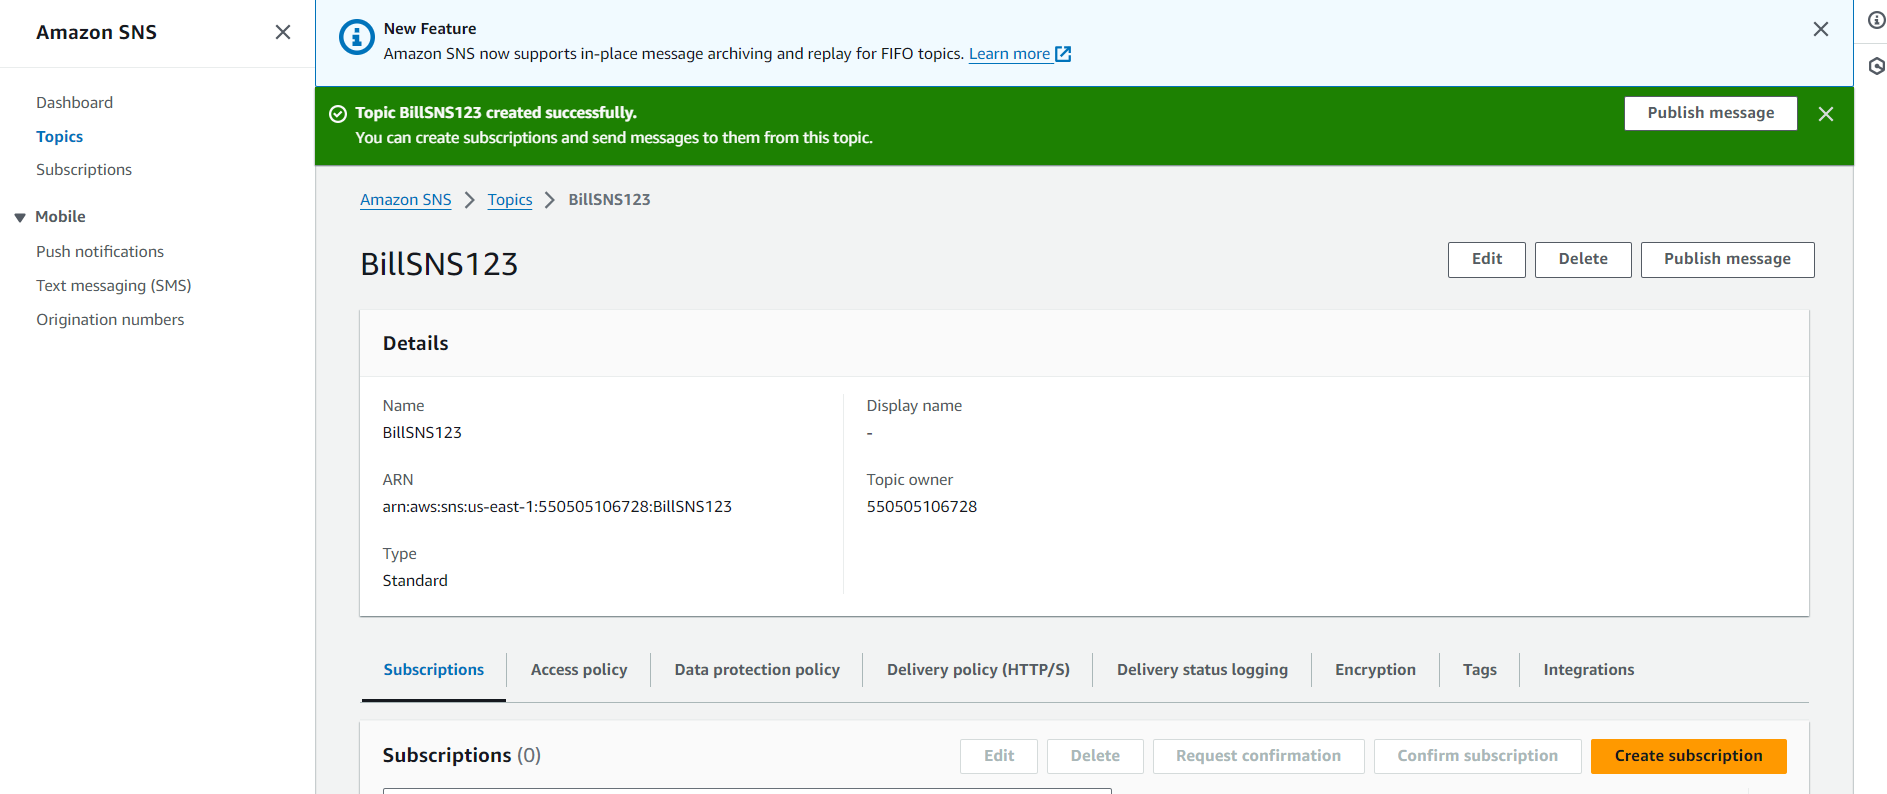 Amazon SNS
Dashboard
Topics
Subscriptions
Mobile
Push notifications
Text messaging (SMS)
Origination numbers
New Feature
Amazon SNS now supports in-place message archiving and replay for FIFO topics. Learn more
Topic BillSNS123 created successfully.
You can create subscriptions and send messages to them from this topic.
Publish message
Amazon SNS Topics BillSNS123
BillSNS123
Edit Delete Publish message
Details
Name
BillSNS123
ARN
arn:aws:sns:us-east-1:550505106728:BillSNS123
Type
Standard
Display name
-
Topic owner
550505106728
Subscriptions Access policy Data protection policy Delivery policy (HTTP/S) Delivery status logging Encryption Tags Integrations
Subscriptions (0)
Edit Delete Request confirmation Confirm subscription Create subscription